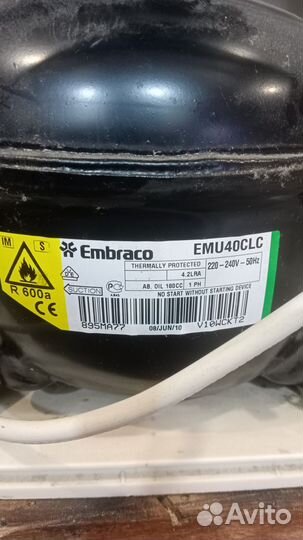 IM S
Embraco
EMU40CLC
THERMALLY PROTECTED
220-240V~50Hz
4.2LRA
AB. OIL 180CC
1 PH
NO START WITHOUT STARTING DEVICE
SUCTION
R 600a
CE
895MA77
08/JUN/10
V10WCKT2
Avito